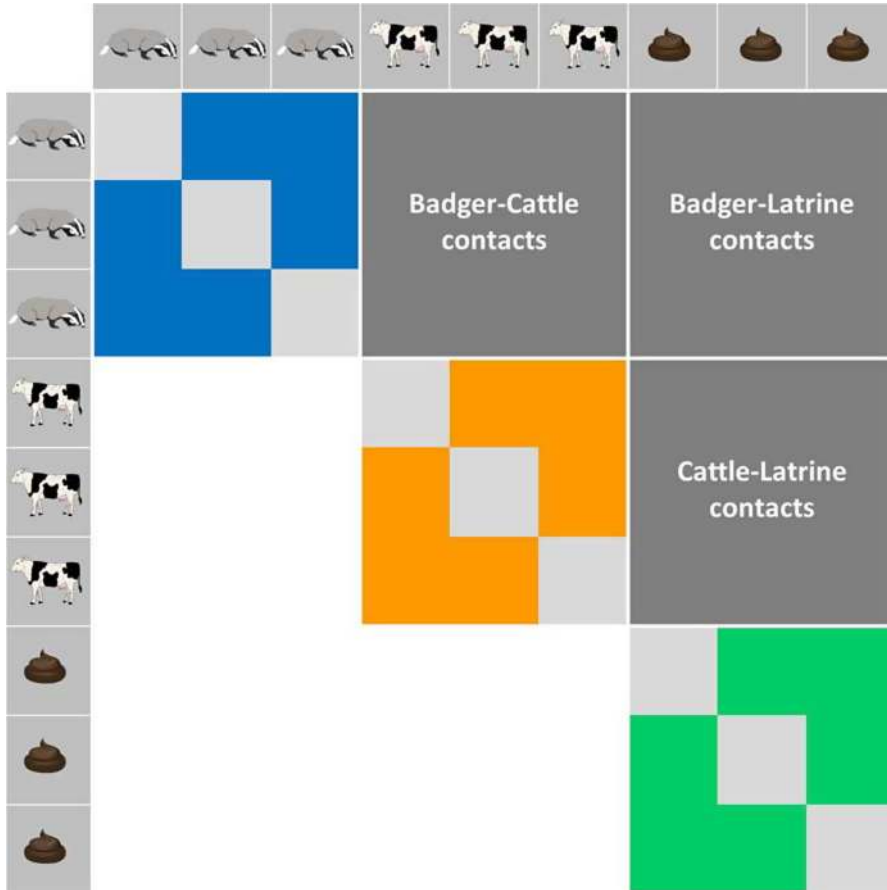 Badger-Cattle
contacts
Badger-Latrine
contacts
Cattle-Latrine
contacts